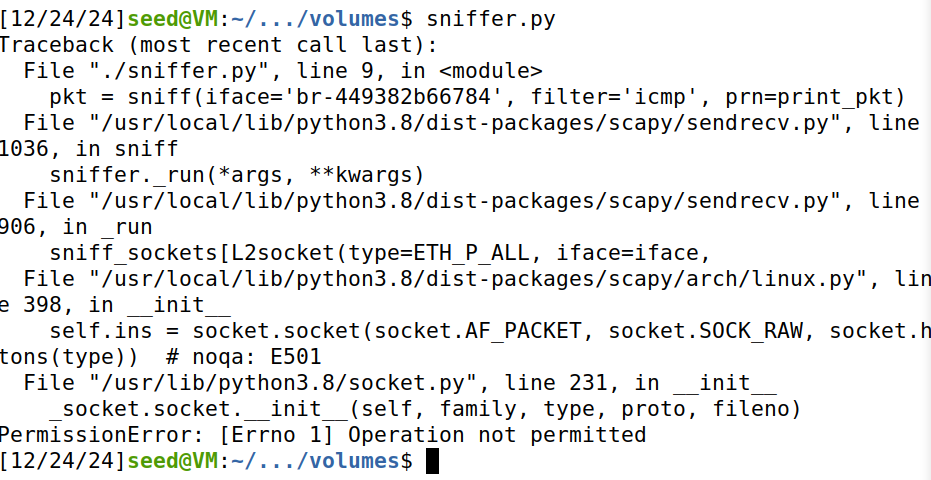 [12/24/24]seed@VM:~/.../volumes$ sniffer.py
Traceback (most recent call last):
  File "./sniffer.py", line 9, in <module>
    pkt = sniff(iface='br-449382b66784', filter='icmp', prn=print_pkt)
  File "/usr/local/lib/python3.8/dist-packages/scapy/sendrecv.py", line
1036, in sniff
    sniffer._run(*args, **kwargs)
  File "/usr/local/lib/python3.8/dist-packages/scapy/sendrecv.py", line
906, in _run
    sniff_sockets[L2socket(type=ETH_P_ALL, iface=iface,
  File "/usr/local/lib/python3.8/dist-packages/scapy/arch/linux.py", lin
e 398, in __init__
    self.ins = socket.socket(socket.AF_PACKET, socket.SOCK_RAW, socket.h
tons(type))  # noqa: E501
  File "/usr/lib/python3.8/socket.py", line 231, in __init__
    _socket.socket.__init__(self, family, type, proto, fileno)
PermissionError: [Errno 1] Operation not permitted
[12/24/24]seed@VM:~/.../volumes$